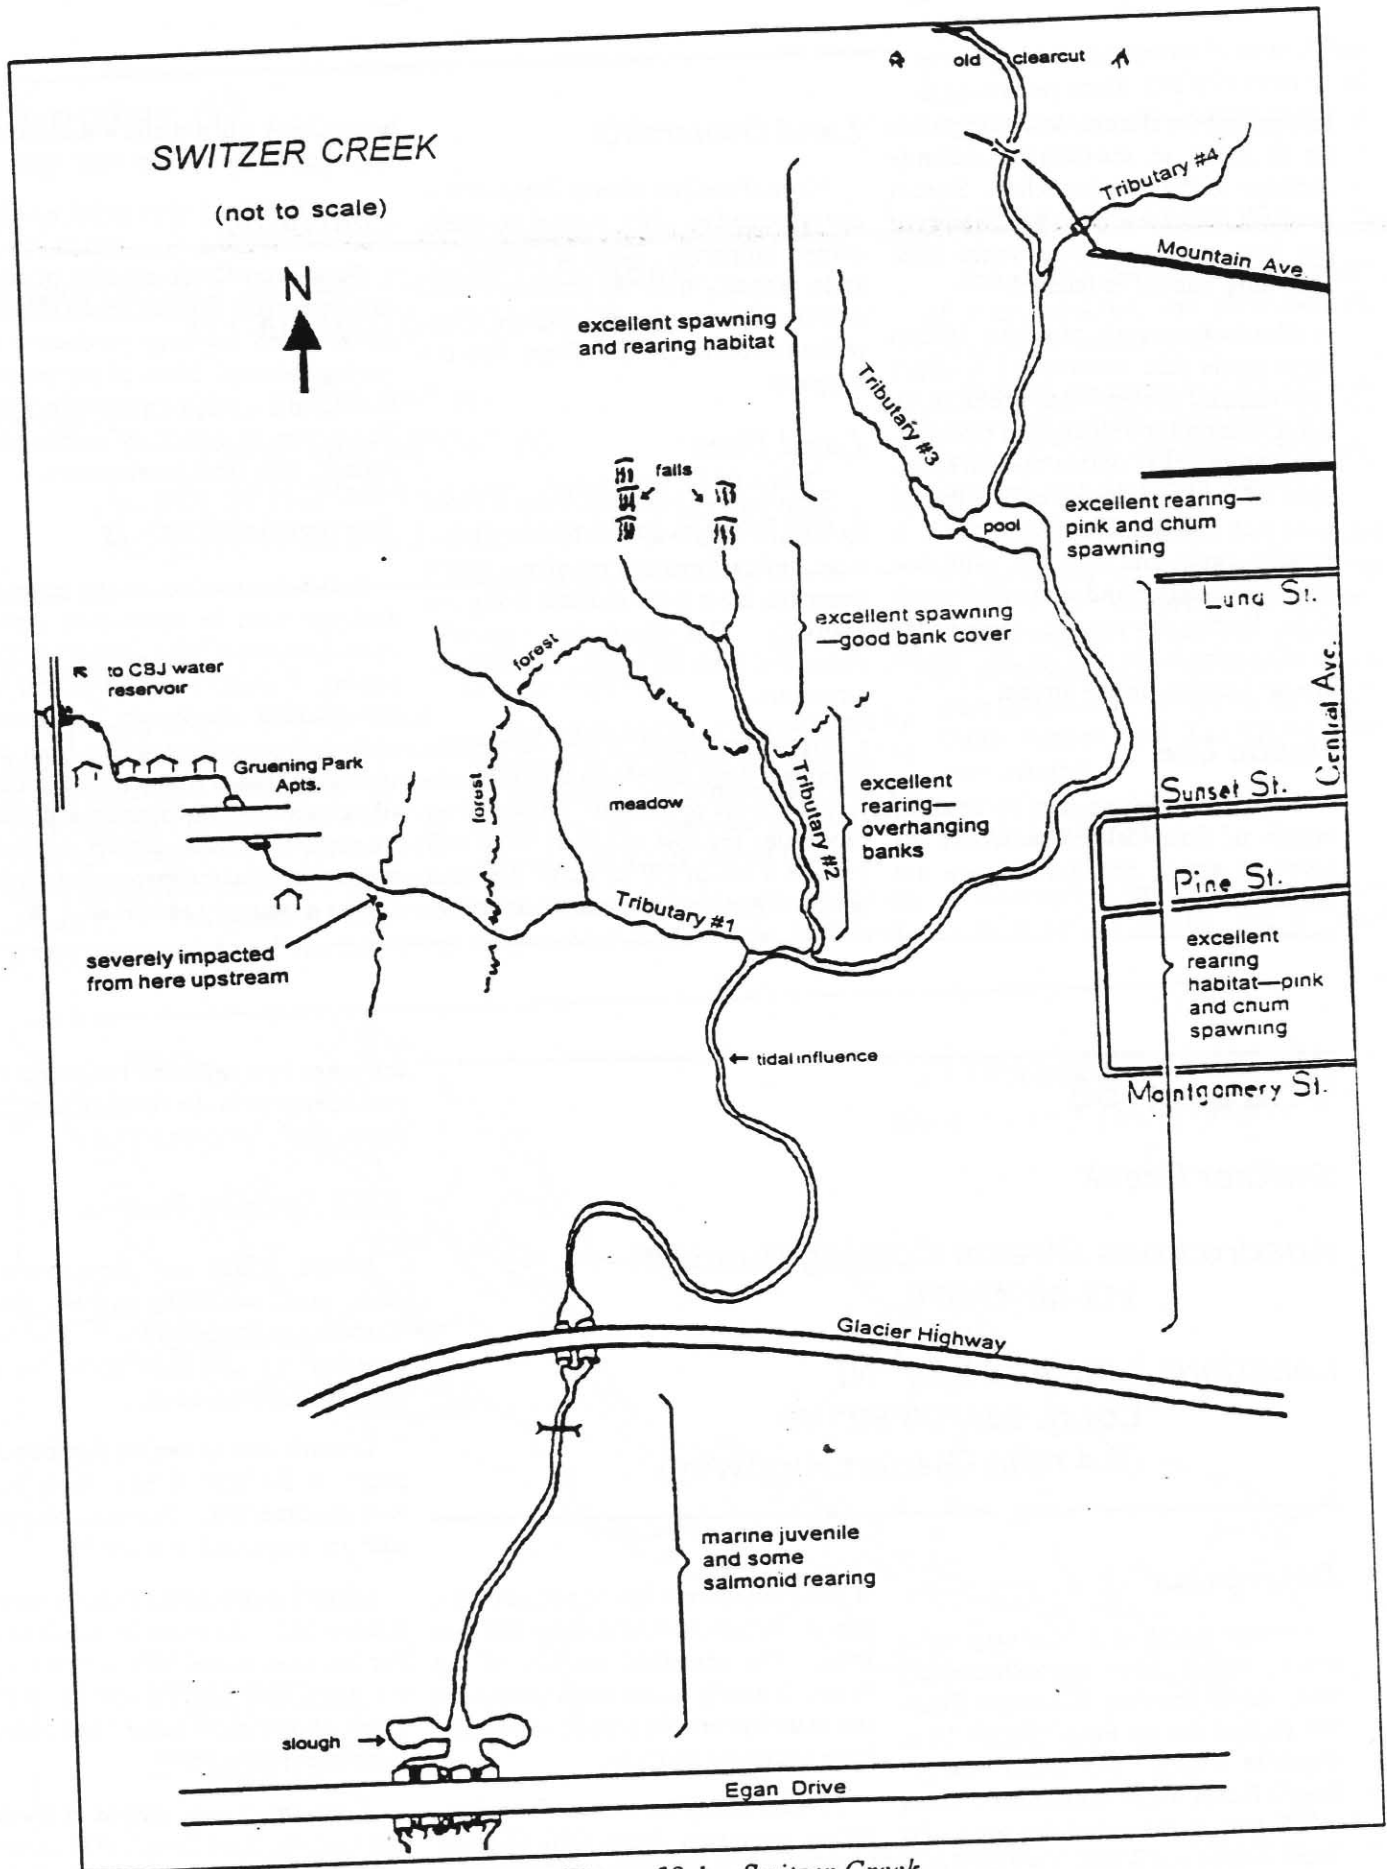 old clearcut
SWITZER CREEK
(not to scale)
N
Tributary #4
Mountain Ave.
excellent spawning
and rearing habitat
Tributary #3
falls
pool
excellent rearing—
pink and chum
spawning
Lund St.
excellent spawning
—good bank cover
forest
to CBJ water
reservoir
Central Ave.
Gruening Park
Apts.
forest
meadow
Tributary #2
excellent
rearing—
overhanging
banks
Sunset St.
Pine St.
Tributary #1
severely impacted
from here upstream
excellent
rearing
habitat—pink
and chum
spawning
tidal influence
Montgomery St.
Glacier Highway
marine juvenile
and some
salmonid rearing
slough
Egan Drive
Switzer Creek